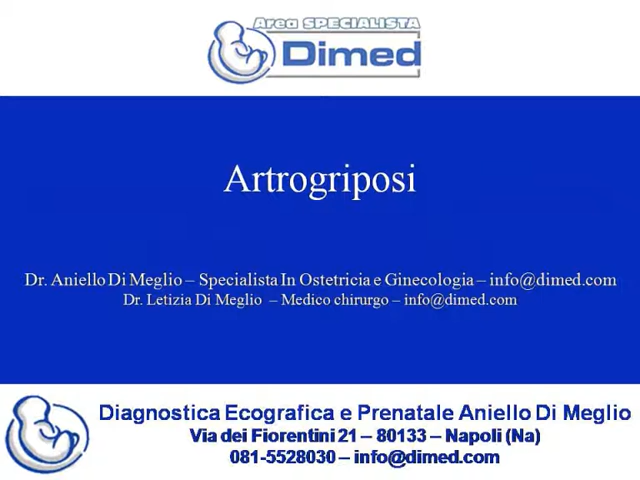 Area SPECIALISTA
Dimed
Artrogriposi
Dr. Aniello Di Meglio – Specialista In Ostetricia e Ginecologia – info@dimed.com
Dr. Letizia Di Meglio – Medico chirurgo – info@dimed.com
Diagnostica Ecografica e Prenatale Aniello Di Meglio
Via dei Fiorentini 21 – 80133 – Napoli (Na)
081-5528030 – info@dimed.com